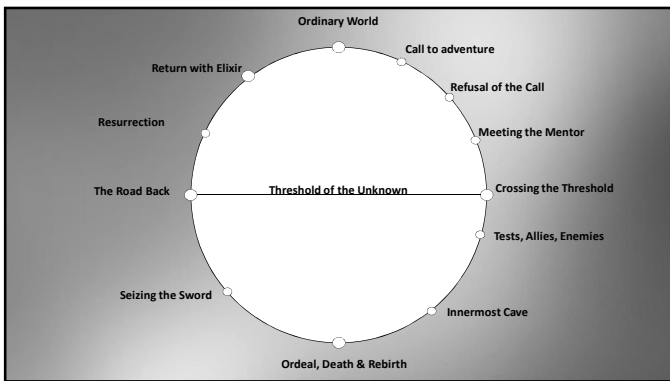 Ordinary World
Call to adventure
Refusal of the Call
Meeting the Mentor
Crossing the Threshold
Tests, Allies, Enemies
Innermost Cave
Ordeal, Death & Rebirth
Seizing the Sword
The Road Back
Resurrection
Return with Elixir
Threshold of the Unknown